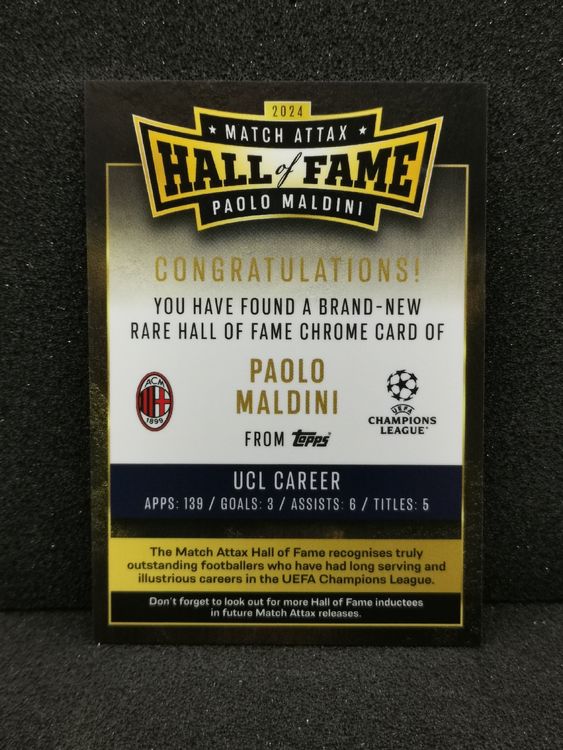 2024
★ MATCH ATTAX ★
HALL of FAME
PAOLO MALDINI
CONGRATULATIONS!
YOU HAVE FOUND A BRAND-NEW
RARE HALL OF FAME CHROME CARD OF
PAOLO
MALDINI
ACM
1899
UEFA
CHAMPIONS
LEAGUE
FROM Topps
UCL CAREER
APPS: 139 / GOALS: 3 / ASSISTS: 6 / TITLES: 5
The Match Attax Hall of Fame recognises truly
outstanding footballers who have had long serving and
illustrious careers in the UEFA Champions League.
Don't forget to look out for more Hall of Fame inductees
in future Match Attax releases.